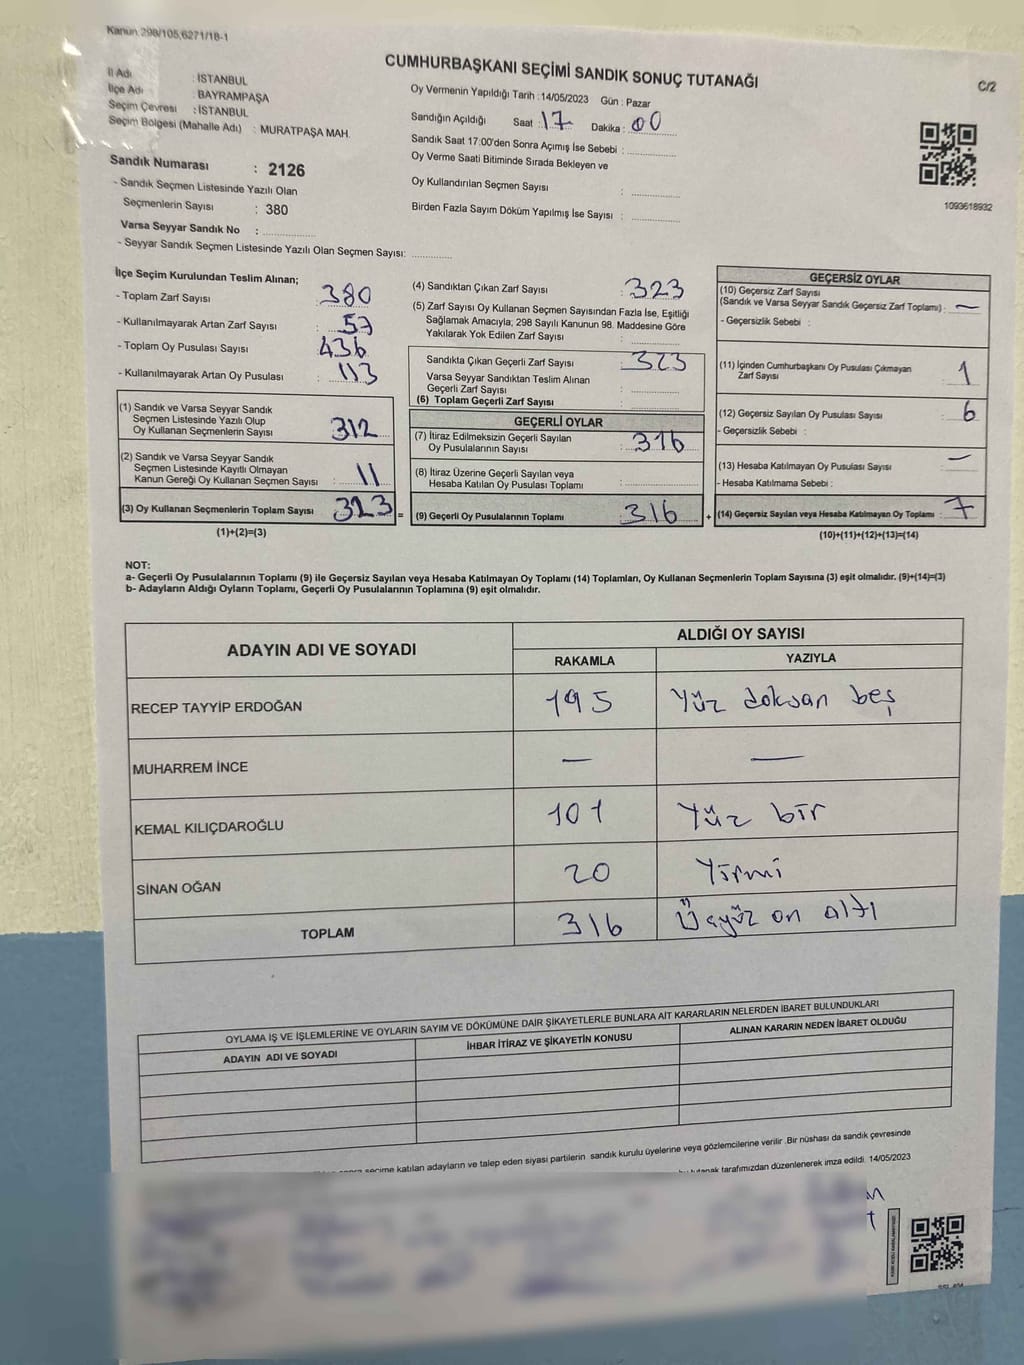 Kanun 298/105,6271/18-1
CUMHURBAŞKANI SEÇİMİ SANDIK SONUÇ TUTANAĞI
C/2
İl Adı : İSTANBUL
İlçe Adı : BAYRAMPAŞA
Seçim Çevresi : İSTANBUL
Seçim Bölgesi (Mahalle Adı) : MURATPAŞA MAH.
Sandık Numarası : 2126
- Sandık Seçmen Listesinde Yazılı Olan
Seçmenlerin Sayısı : 380
Varsa Seyyar Sandık No :
- Seyyar Sandık Seçmen Listesinde Yazılı Olan Seçmen Sayısı:
Oy Vermenin Yapıldığı Tarih : 14/05/2023 Gün : Pazar
Sandığın Açıldığı Saat : 17 Dakika : 00
Sandık Saat 17:00'den Sonra Açımış İse Sebebi :
Oy Verme Saati Bitiminde Sırada Bekleyen ve
Oy Kullandırılan Seçmen Sayısı :
Birden Fazla Sayım Döküm Yapılmış İse Sayısı :
1093618932
İlçe Seçim Kurulundan Teslim Alınan;
- Toplam Zarf Sayısı : 380
- Kullanılmayarak Artan Zarf Sayısı : 57
- Toplam Oy Pusulası Sayısı : 436
- Kullanılmayarak Artan Oy Pusulası : 113
(1) Sandık ve Varsa Seyyar Sandık
Seçmen Listesinde Yazılı Olup
Oy Kullanan Seçmenlerin Sayısı : 312
(2) Sandık ve Varsa Seyyar Sandık
Seçmen Listesinde Kayıtlı Olmayan
Kanun Gereği Oy Kullanan Seçmen Sayısı : 11
(3) Oy Kullanan Seçmenlerin Toplam Sayısı : 323 =
(1)+(2)=(3)
(4) Sandıktan Çıkan Zarf Sayısı : 323
(5) Zarf Sayısı Oy Kullanan Seçmen Sayısından Fazla İse, Eşitliği
Sağlamak Amacıyla; 298 Sayılı Kanunun 98. Maddesine Göre
Yakılarak Yok Edilen Zarf Sayısı :
Sandıkta Çıkan Geçerli Zarf Sayısı : 323
Varsa Seyyar Sandıktan Teslim Alınan
Geçerli Zarf Sayısı :
(6) Toplam Geçerli Zarf Sayısı :
GEÇERLİ OYLAR
(7) İtiraz Edilmeksizin Geçerli Sayılan
Oy Pusulalarının Sayısı : 316
(8) İtiraz Üzerine Geçerli Sayılan veya
Hesaba Katılan Oy Pusulası Toplamı :
(9) Geçerli Oy Pusulalarının Toplamı : 316 +
GEÇERSİZ OYLAR
(10) Geçersiz Zarf Sayısı
(Sandık ve Varsa Seyyar Sandık Geçersiz Zarf Toplamı) : —
- Geçersizlik Sebebi :
(11) İçinden Cumhurbaşkanı Oy Pusulası Çıkmayan
Zarf Sayısı : 1
(12) Geçersiz Sayılan Oy Pusulası Sayısı : 6
- Geçersizlik Sebebi :
(13) Hesaba Katılmayan Oy Pusulası Sayısı : —
- Hesaba Katılmama Sebebi :
(14) Geçersiz Sayılan veya Hesaba Katılmayan Oy Toplamı : 7
(10)+(11)+(12)+(13)=(14)
NOT:
a- Geçerli Oy Pusulalarının Toplamı (9) ile Geçersiz Sayılan veya Hesaba Katılmayan Oy Toplamı (14) Toplamları, Oy Kullanan Seçmenlerin Toplam Sayısına (3) eşit olmalıdır. (9)+(14)=(3)
b- Adayların Aldığı Oyların Toplamı, Geçerli Oy Pusulalarının Toplamına (9) eşit olmalıdır.
ADAYIN ADI VE SOYADI
ALDIĞI OY SAYISI
RAKAMLA YAZIYLA
RECEP TAYYİP ERDOĞAN 195 Yüz doksan beş
MUHARREM İNCE — —
KEMAL KILIÇDAROĞLU 101 Yüz bir
SİNAN OĞAN 20 Yirmi
TOPLAM 316 Üçyüz on altı
OYLAMA İŞ VE İŞLEMLERİNE VE OYLARIN SAYIM VE DÖKÜMÜNE DAİR ŞİKAYETLERLE BUNLARA AİT KARARLARIN NELERDEN İBARET BULUNDUKLARI
ADAYIN ADI VE SOYADI İHBAR İTİRAZ VE ŞİKAYETİN KONUSU ALINAN KARARIN NEDEN İBARET OLDUĞU
seçime katılan adayların ve talep eden siyasi partilerin sandık kurulu üyelerine veya gözlemcilerine verilir .Bir nüshası da sandık çevresinde
tutanak tarafımızdan düzenlenerek imza edildi. 14/05/2023